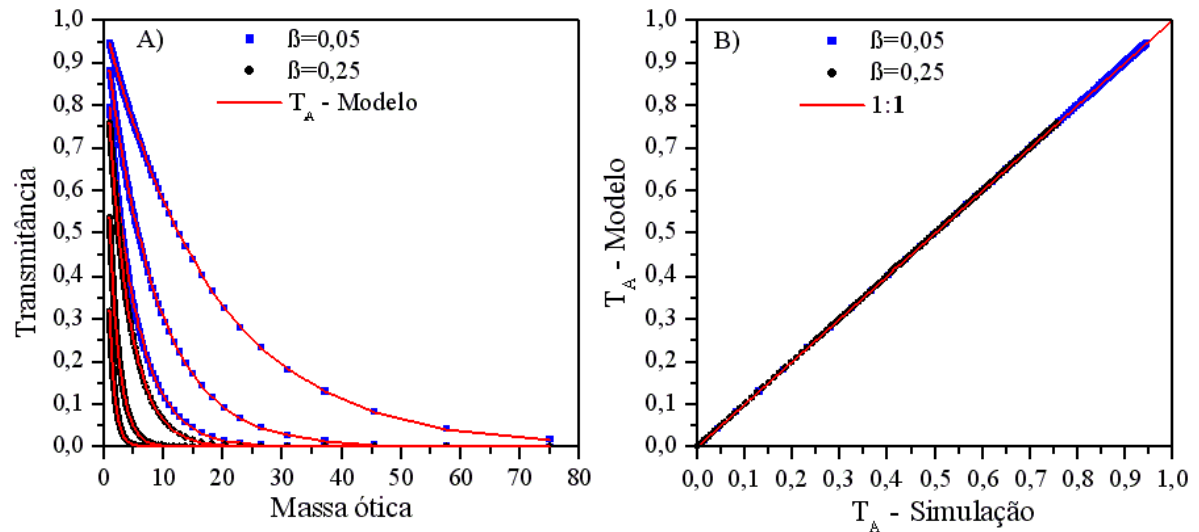 A)
ß=0,05
ß=0,25
T_A - Modelo
Transmitância
1,0
0,9
0,8
0,7
0,6
0,5
0,4
0,3
0,2
0,1
0,0
0 10 20 30 40 50 60 70 80
Massa ótica
B)
ß=0,05
ß=0,25
1:1
T_A - Modelo
1,0
0,9
0,8
0,7
0,6
0,5
0,4
0,3
0,2
0,1
0,0
0,0 0,1 0,2 0,3 0,4 0,5 0,6 0,7 0,8 0,9 1,0
T_A - Simulação